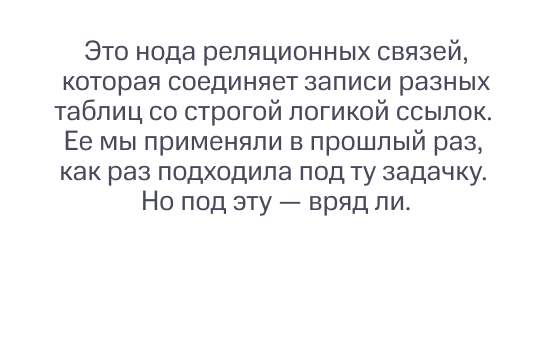 Это нода реляционных связей,
которая соединяет записи разных
таблиц со строгой логикой ссылок.
Ее мы применяли в прошлый раз,
как раз подходила под ту задачку.
Но под эту — вряд ли.